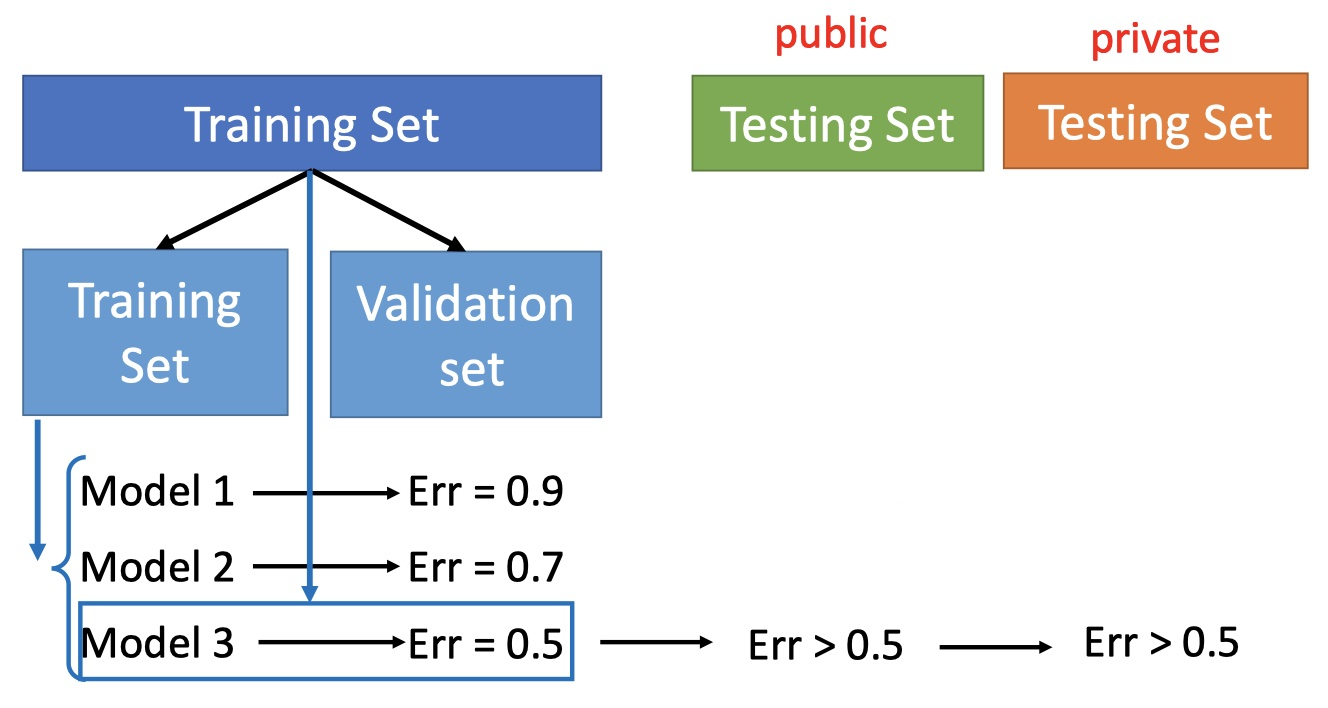 public
private
Training Set
Testing Set
Testing Set
Training
Set
Validation
set
Model 1
Err = 0.9
Model 2
Err = 0.7
Model 3
Err = 0.5
Err > 0.5
Err > 0.5